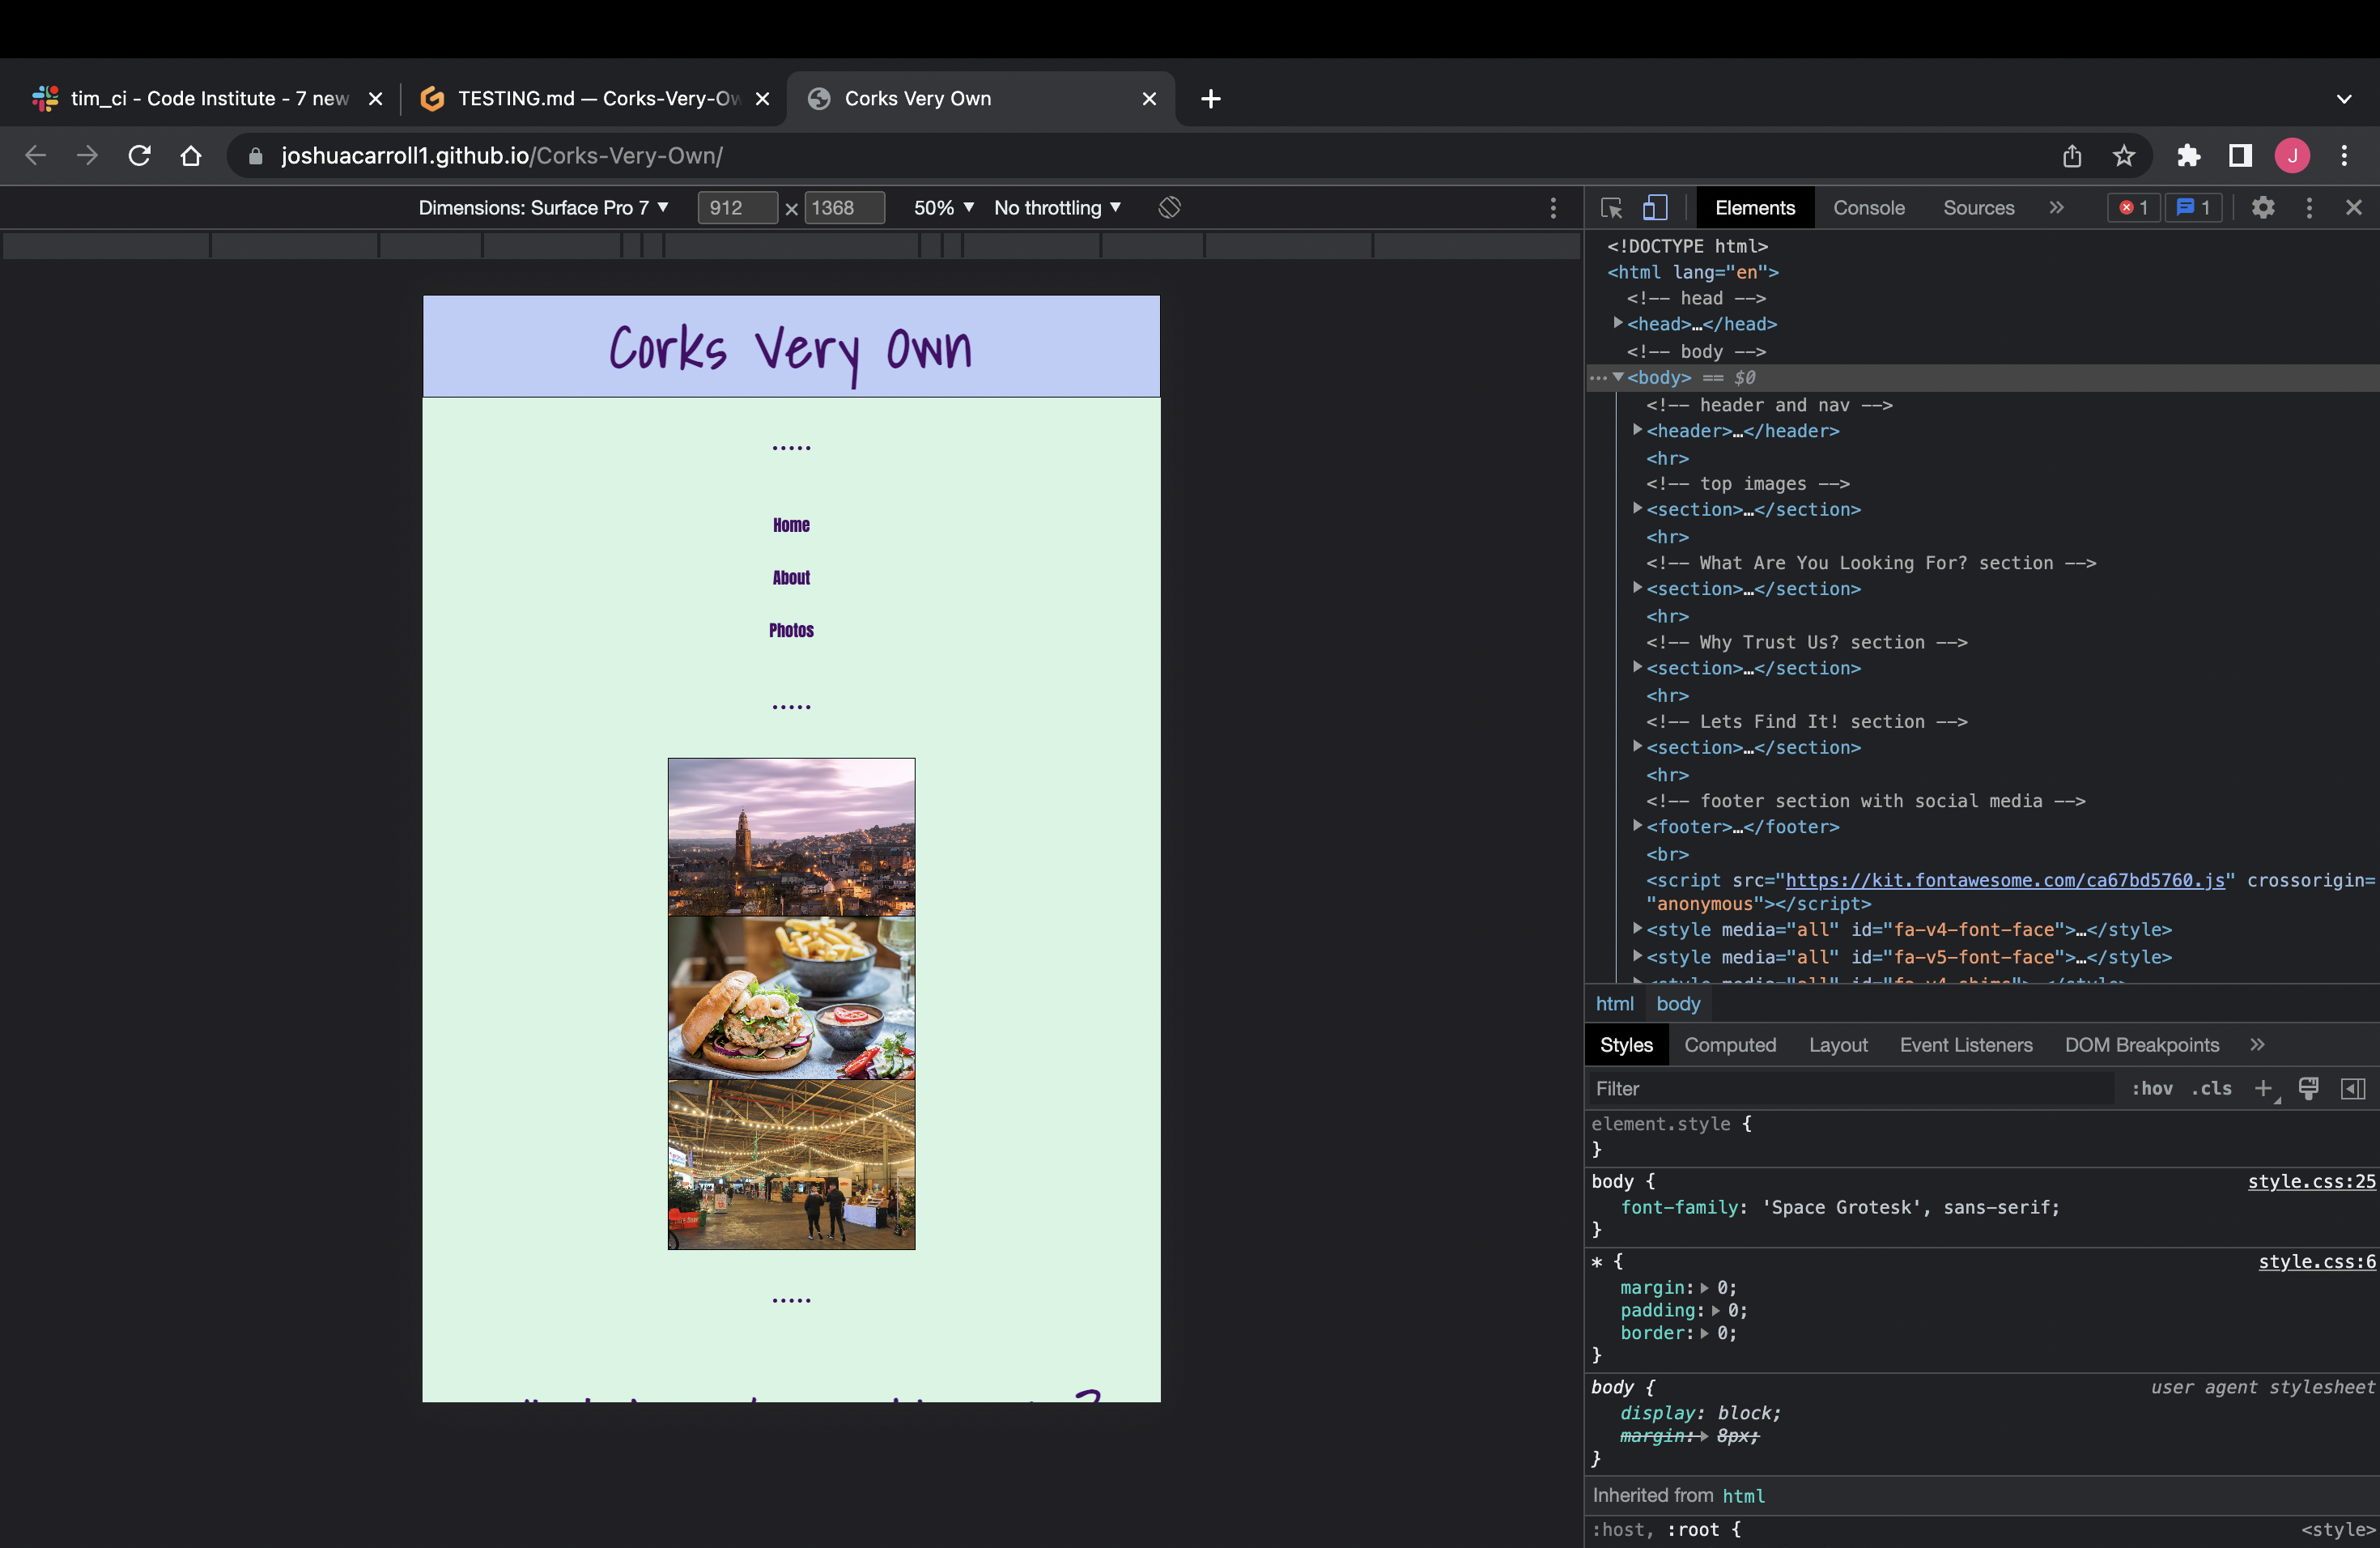 tim_ci - Code Institute - 7 new
TESTING.md — Corks-Very-Ow
Corks Very Own
joshuacarroll1.github.io/Corks-Very-Own/
J
Dimensions: Surface Pro 7 ▼ 912 × 1368 50% ▼ No throttling ▼
Elements Console Sources » 1 1
Corks Very Own
.....
Home
About
Photos
.....
.....
<!DOCTYPE html>
<html lang="en">
<!-- head -->
<head>…</head>
<!-- body -->
<body> == $0
<!-- header and nav -->
<header>…</header>
<hr>
<!-- top images -->
<section>…</section>
<hr>
<!-- What Are You Looking For? section -->
<section>…</section>
<hr>
<!-- Why Trust Us? section -->
<section>…</section>
<hr>
<!-- Lets Find It! section -->
<section>…</section>
<hr>
<!-- footer section with social media -->
<footer>…</footer>
<br>
<script src="https://kit.fontawesome.com/ca67bd5760.js" crossorigin=
"anonymous"></script>
<style media="all" id="fa-v4-font-face">…</style>
<style media="all" id="fa-v5-font-face">…</style>
<style media="all" id="fa-v4-shims">…</style>
html body
Styles Computed Layout Event Listeners DOM Breakpoints »
Filter :hov .cls +
element.style {
}
body { style.css:25
font-family: 'Space Grotesk', sans-serif;
}
* { style.css:6
margin: 0;
padding: 0;
border: 0;
}
body { user agent stylesheet
display: block;
margin: 8px;
}
Inherited from html
:host, :root { <style>